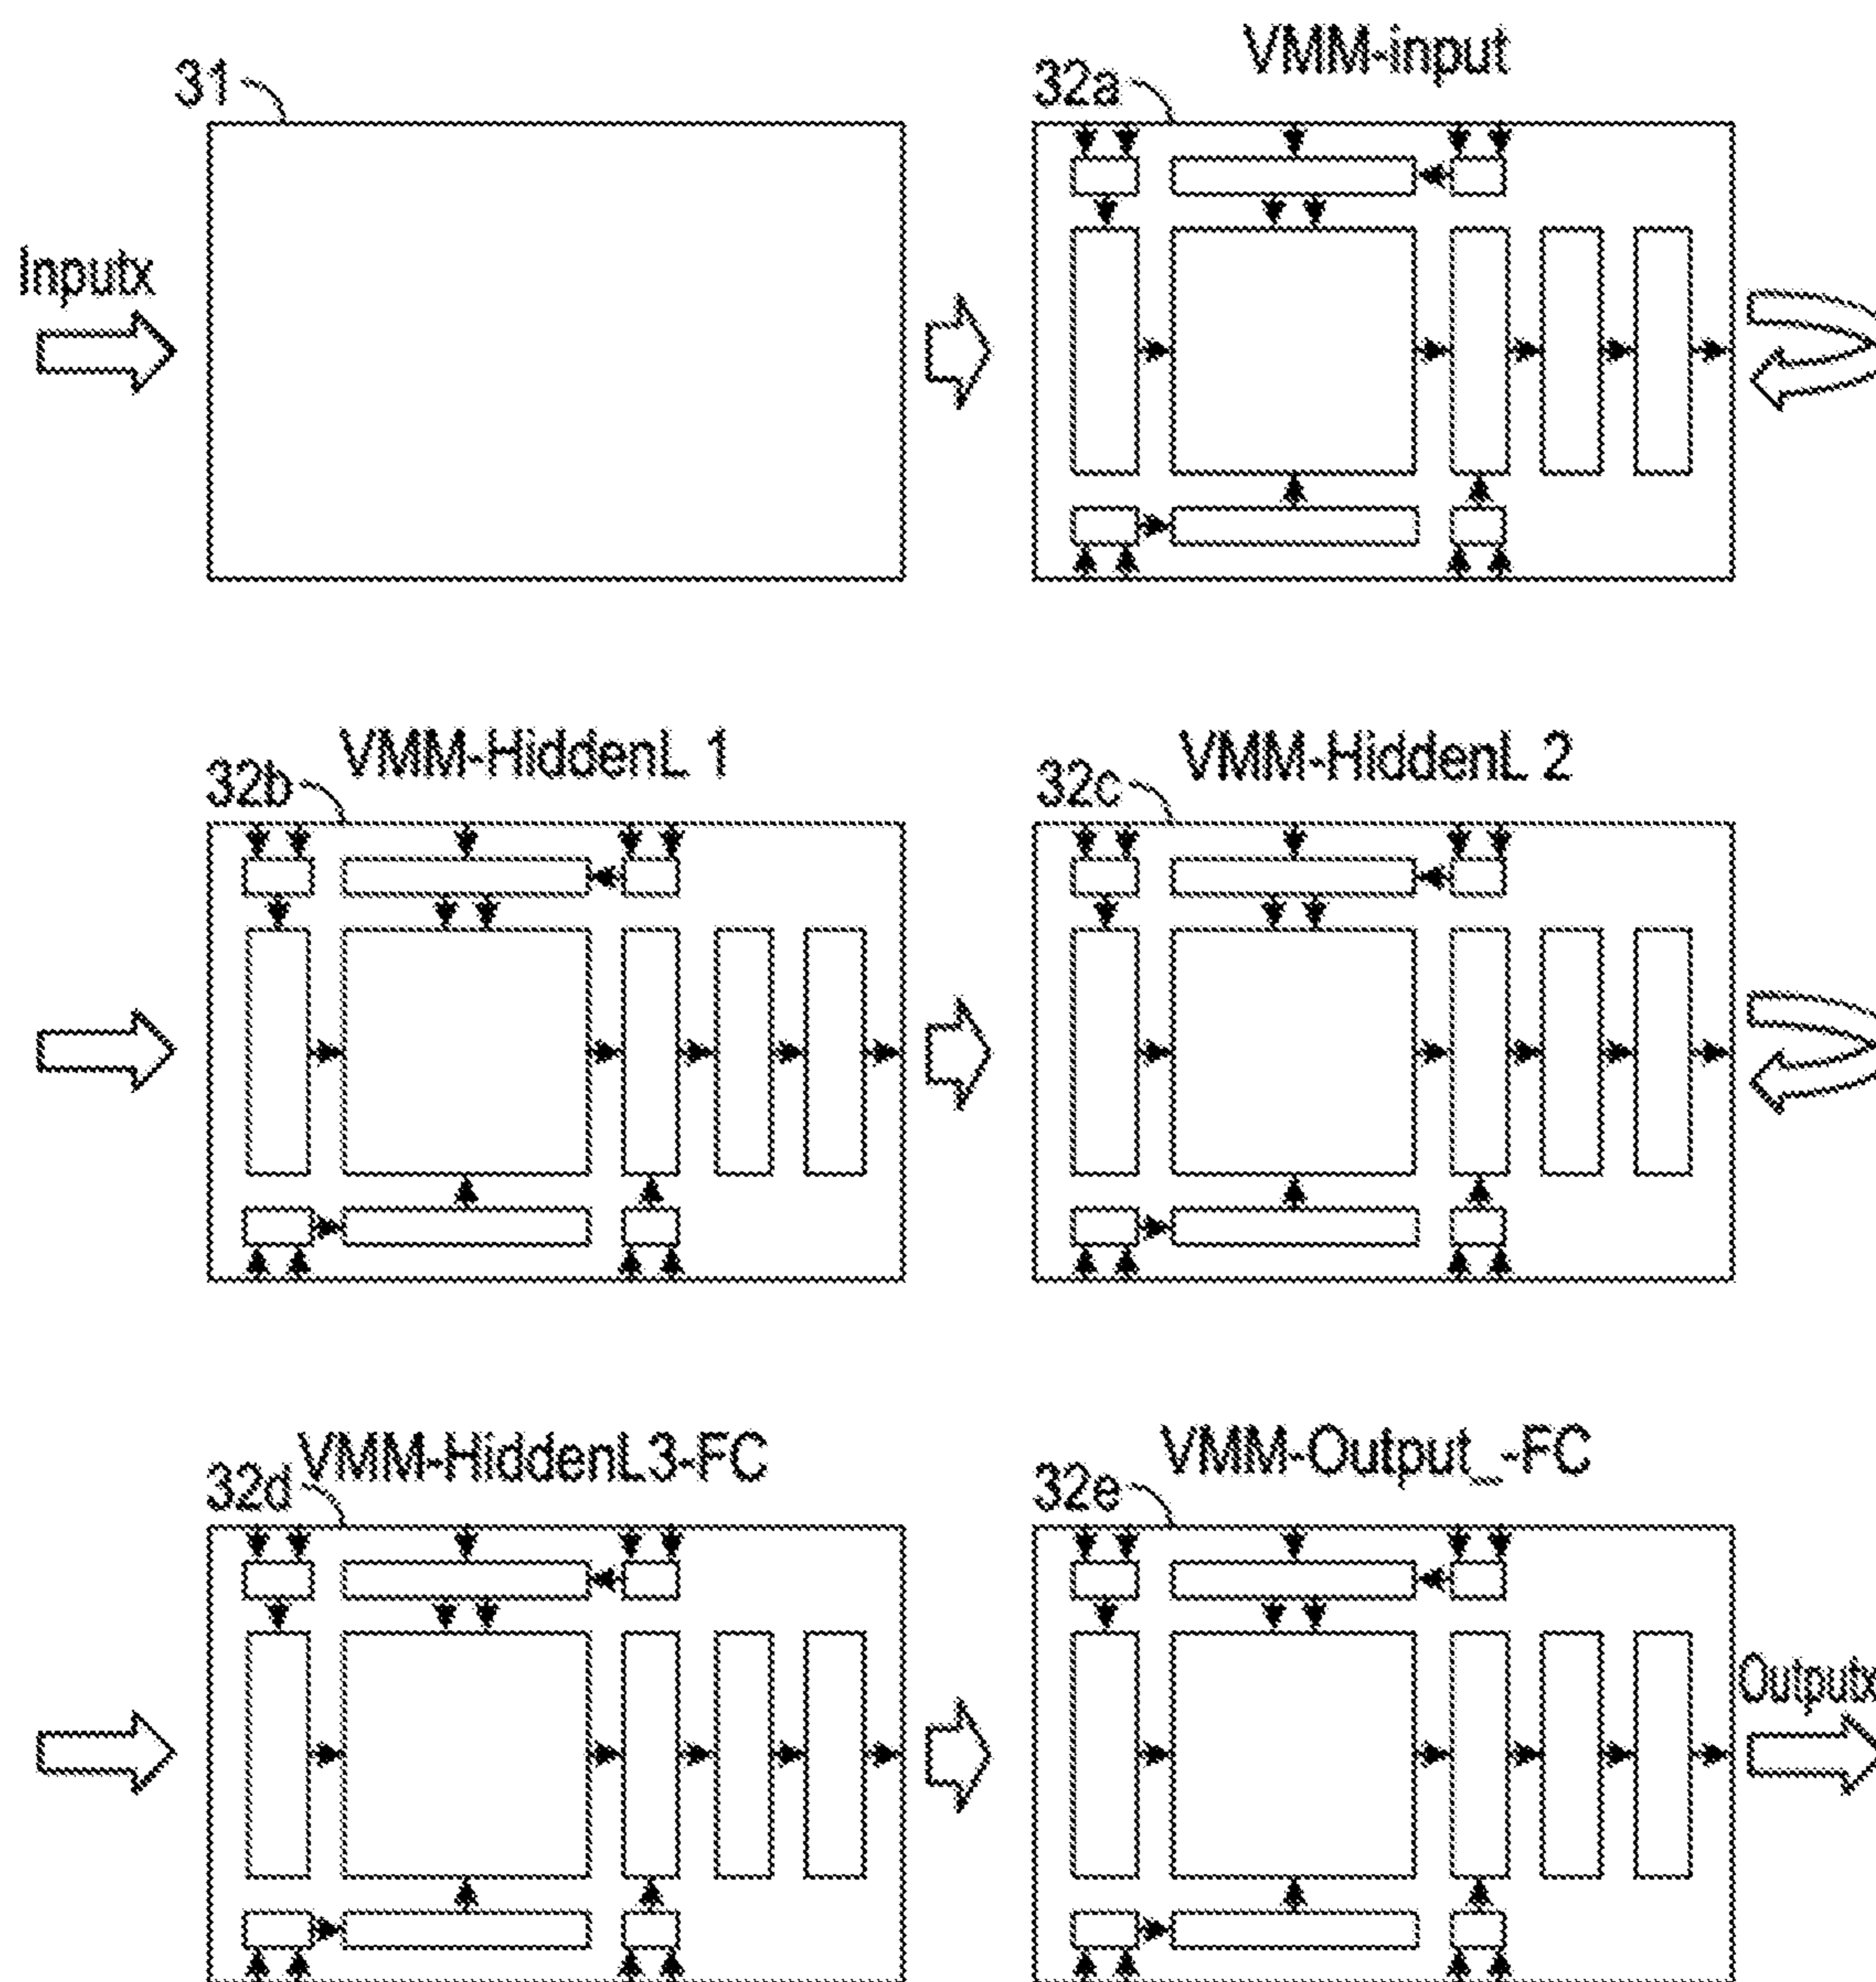 31
32a
VMM-input
Inputx
32b
VMM-HiddenL 1
32c
VMM-HiddenL 2
32d
VMM-HiddenL3-FC
32e
VMM-Output_-FC
Outputx